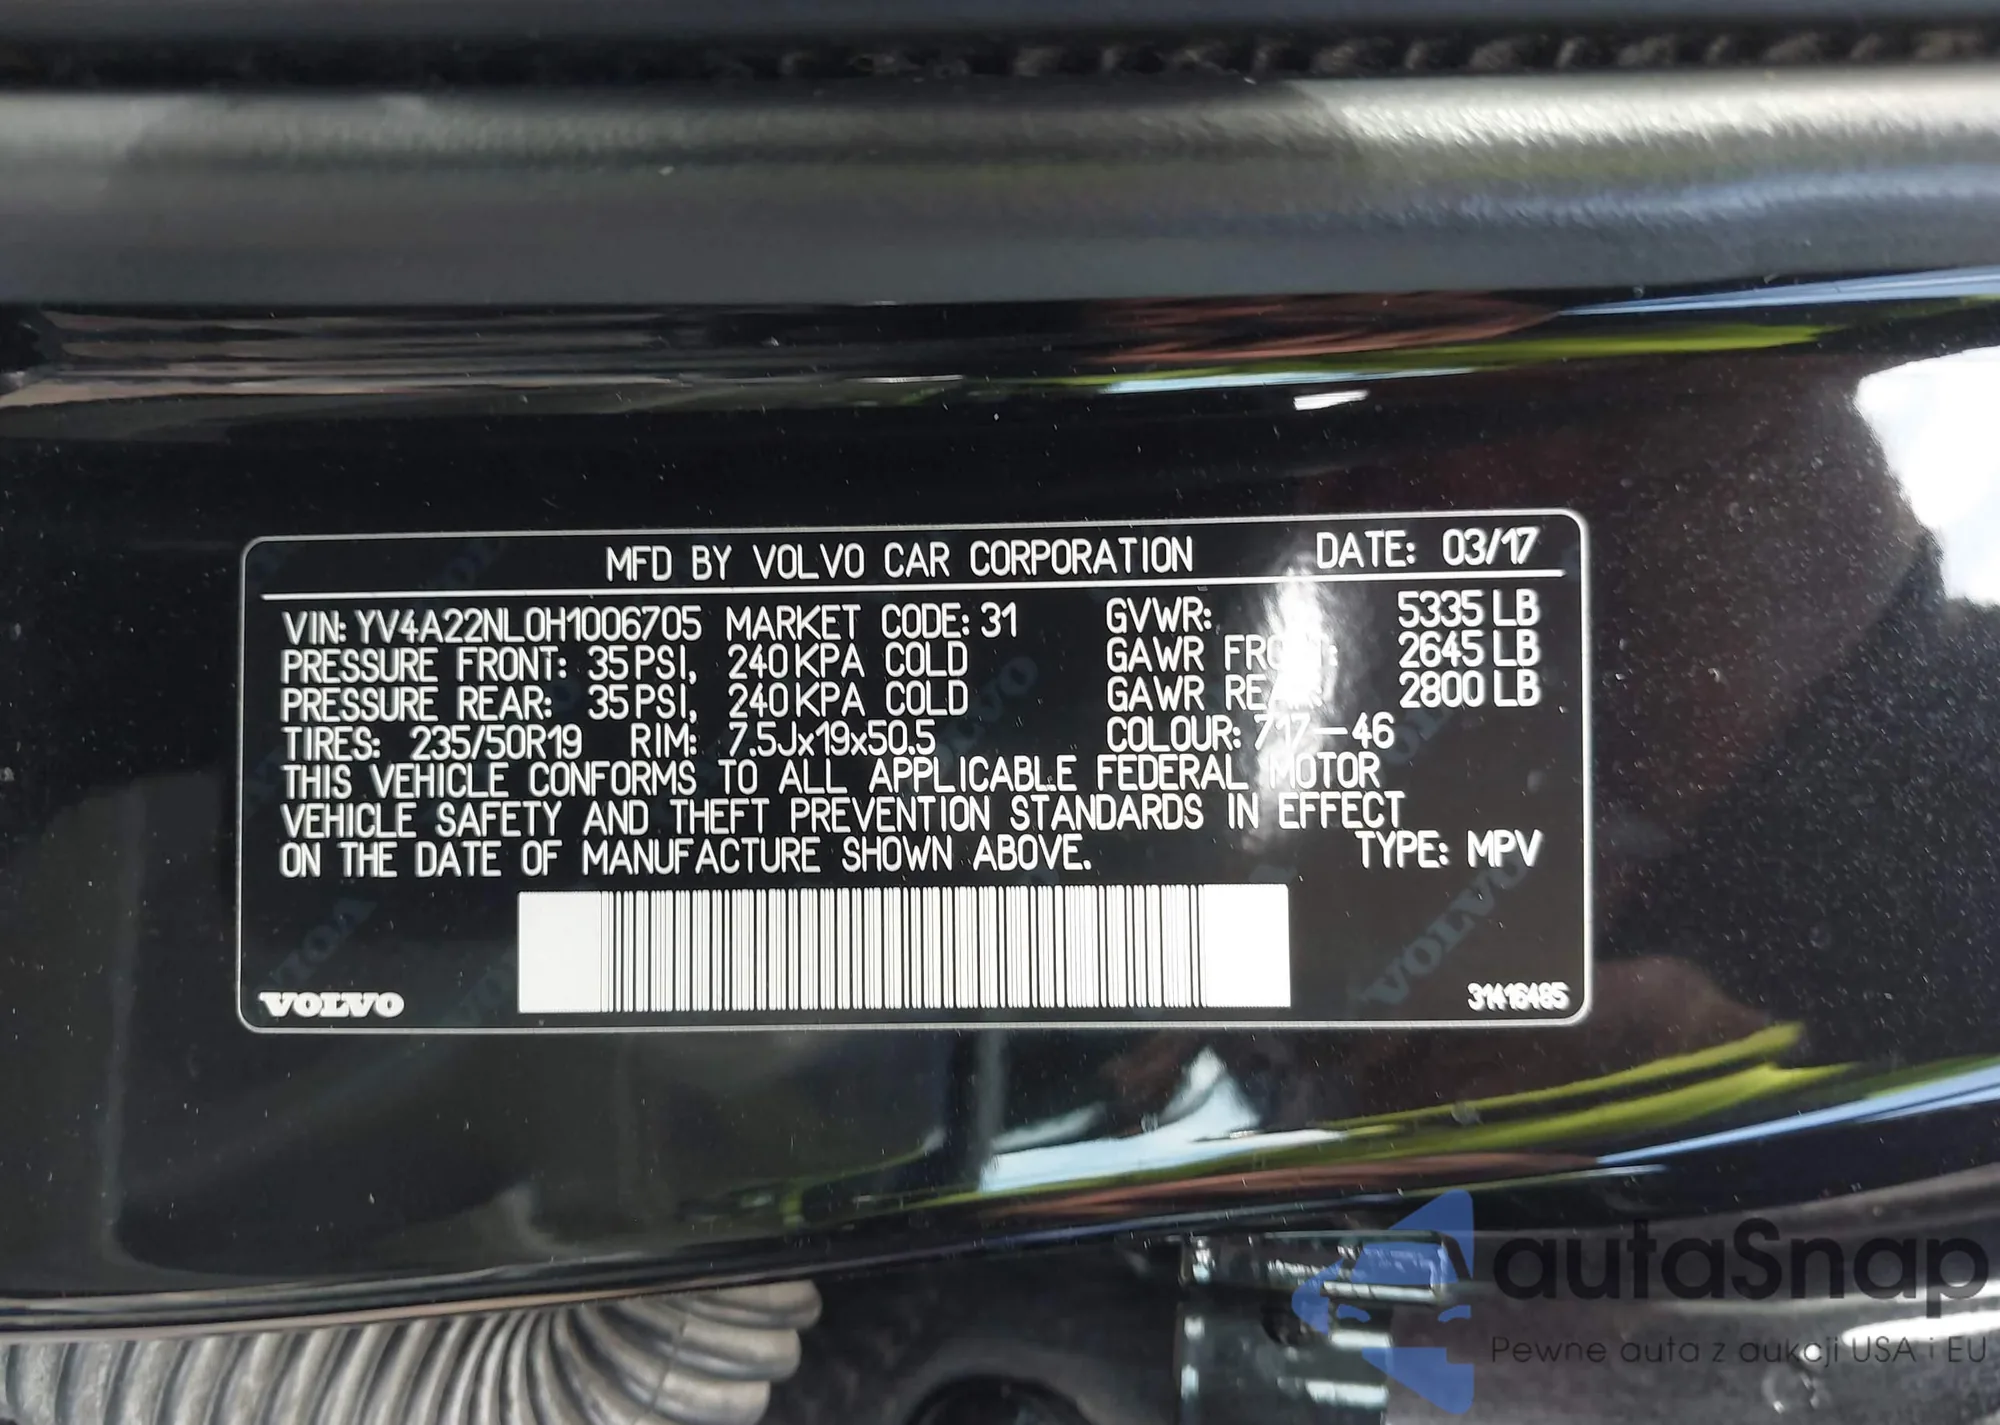 MFD BY VOLVO CAR CORPORATION DATE: 03/17
VIN: YV4A22NL0H1006705 MARKET CODE: 31 GVWR: 5335 LB
PRESSURE FRONT: 35 PSI, 240 KPA COLD GAWR FRONT: 2645 LB
PRESSURE REAR: 35 PSI, 240 KPA COLD GAWR REAR: 2800 LB
TIRES: 235/50R19 RIM: 7.5Jx19x50.5 COLOUR: 717-46
THIS VEHICLE CONFORMS TO ALL APPLICABLE FEDERAL MOTOR
VEHICLE SAFETY AND THEFT PREVENTION STANDARDS IN EFFECT
ON THE DATE OF MANUFACTURE SHOWN ABOVE. TYPE: MPV
VOLVO 31416485
autaSnap
Pewne auta z aukcji USA i EU